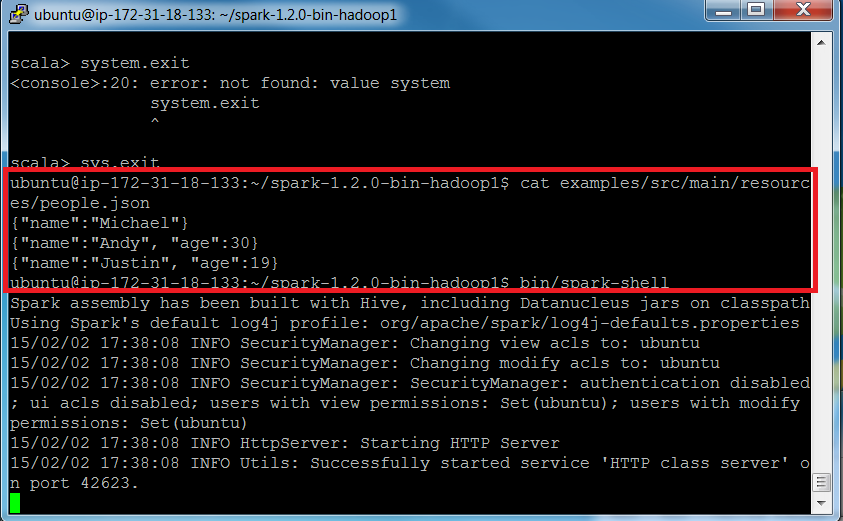 ubuntu@ip-172-31-18-133: ~/spark-1.2.0-bin-hadoop1
scala> system.exit
<console>:20: error: not found: value system
              system.exit
              ^
scala> sys.exit
ubuntu@ip-172-31-18-133:~/spark-1.2.0-bin-hadoop1$ cat examples/src/main/resourc
es/people.json
{"name":"Michael"}
{"name":"Andy", "age":30}
{"name":"Justin", "age":19}
ubuntu@ip-172-31-18-133:~/spark-1.2.0-bin-hadoop1$ bin/spark-shell
Spark assembly has been built with Hive, including Datanucleus jars on classpath
Using Spark's default log4j profile: org/apache/spark/log4j-defaults.properties
15/02/02 17:38:08 INFO SecurityManager: Changing view acls to: ubuntu
15/02/02 17:38:08 INFO SecurityManager: Changing modify acls to: ubuntu
15/02/02 17:38:08 INFO SecurityManager: SecurityManager: authentication disabled
; ui acls disabled; users with view permissions: Set(ubuntu); users with modify
permissions: Set(ubuntu)
15/02/02 17:38:08 INFO HttpServer: Starting HTTP Server
15/02/02 17:38:08 INFO Utils: Successfully started service 'HTTP class server' o
n port 42623.